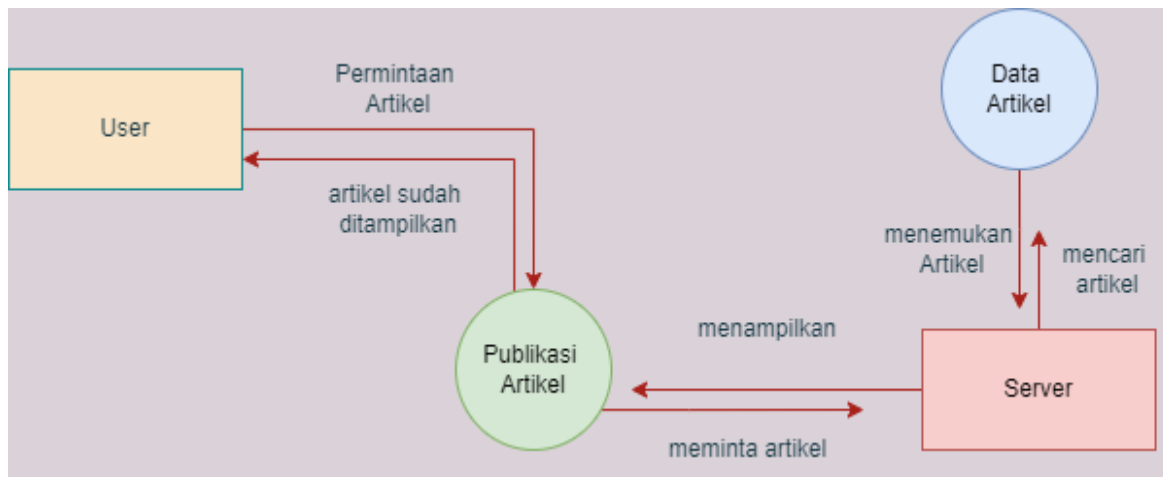 User
Permintaan
Artikel
artikel sudah
ditampilkan
Data
Artikel
menemukan
Artikel
mencari
artikel
Publikasi
Artikel
menampilkan
meminta artikel
Server